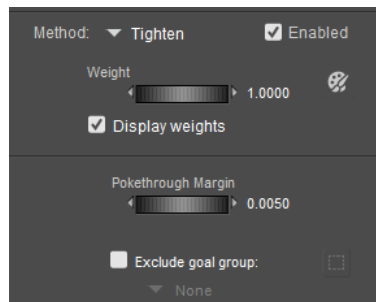 Method: Tighten Enabled
Weight
1.0000
Display weights
Pokethrough Margin
0.0050
Exclude goal group:
None